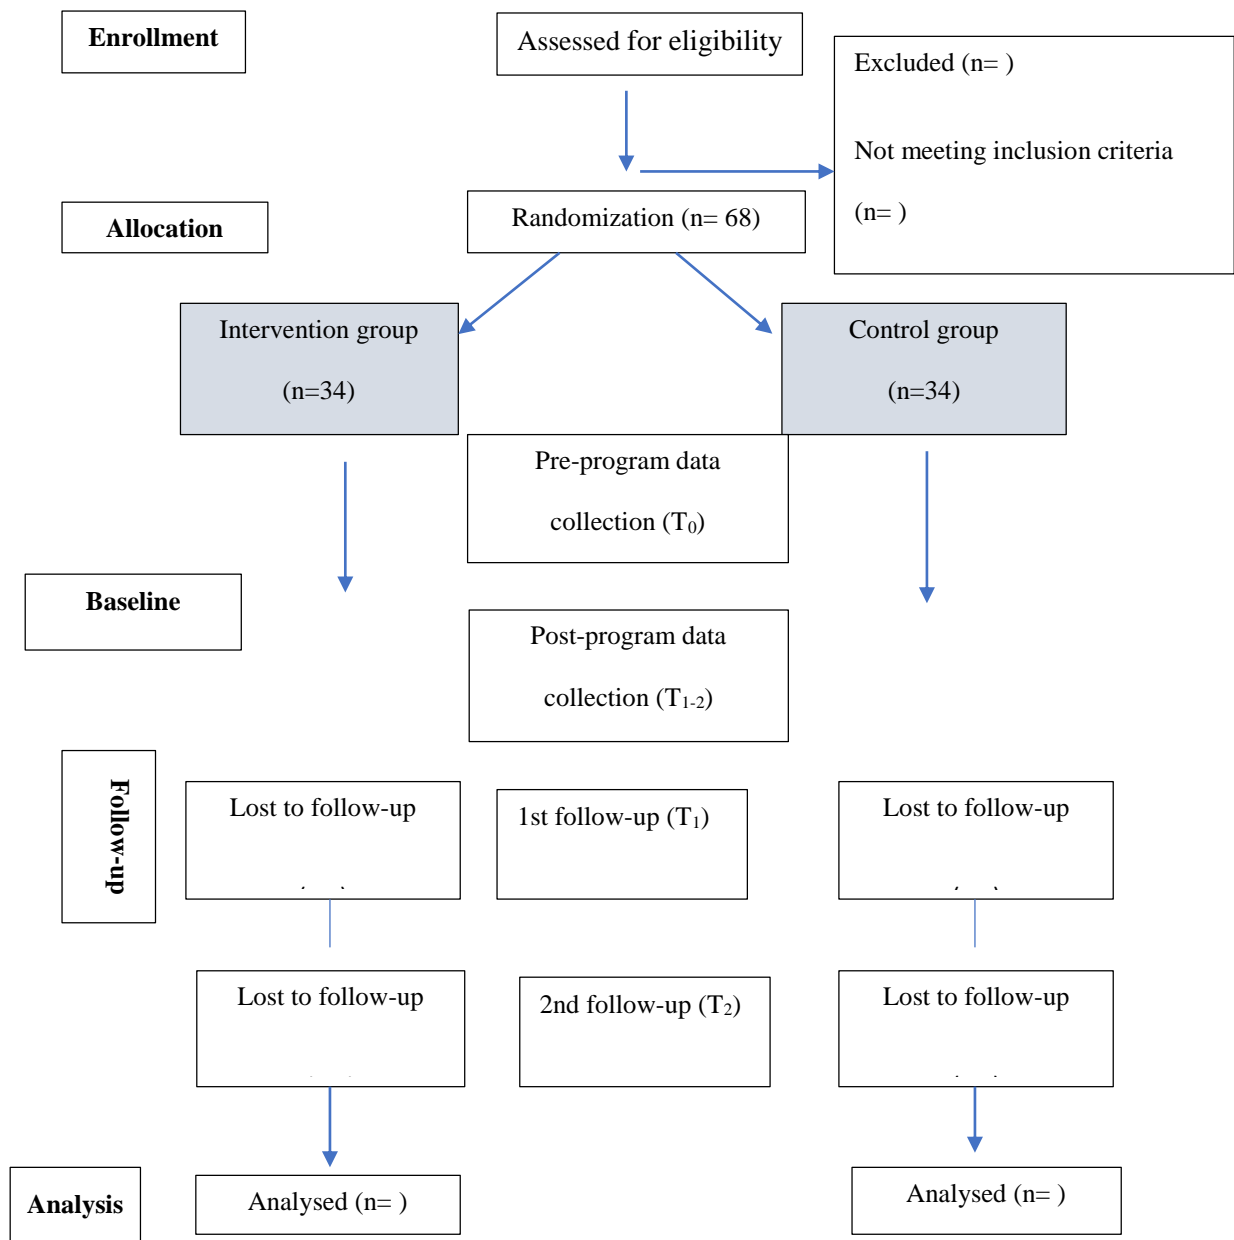 Enrollment
Assessed for eligibility
Excluded (n= )
Not meeting inclusion criteria
(n= )
Allocation
Randomization (n= 68)
Intervention group
(n=34)
Control group
(n=34)
Pre-program data
collection (T₀)
Baseline
Post-program data
collection (T₁₋₂)
Follow-up
Lost to follow-up
1st follow-up (T₁)
Lost to follow-up
Lost to follow-up
2nd follow-up (T₂)
Lost to follow-up
Analysis
Analysed (n= )
Analysed (n= )